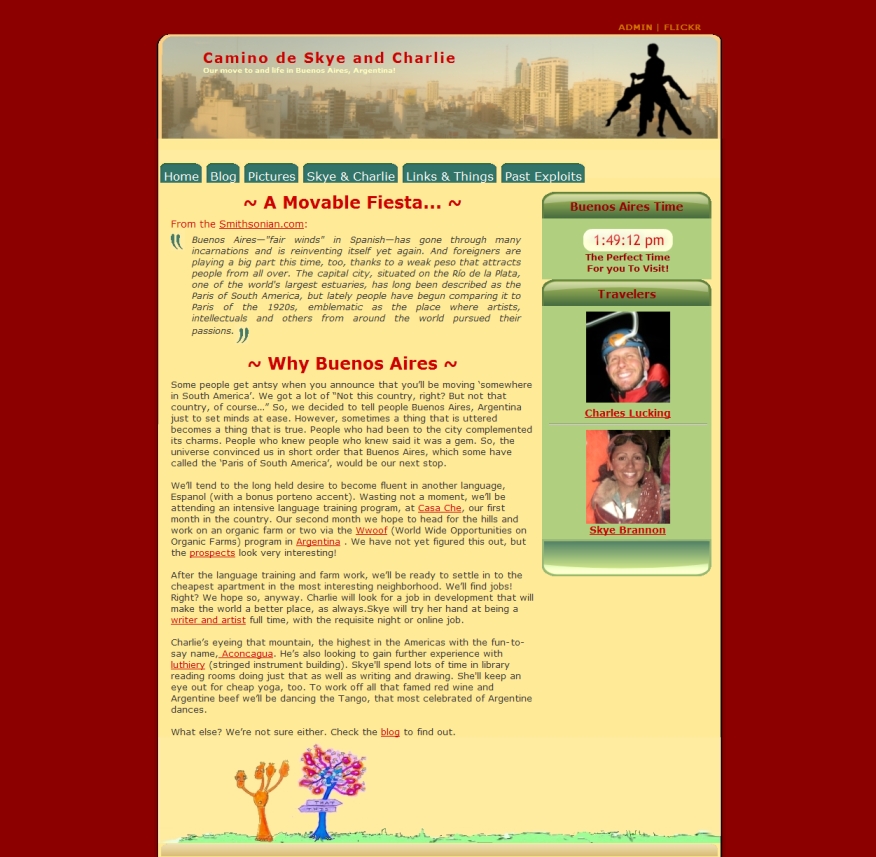 ADMIN | FLICKR
Camino de Skye and Charlie
Our move to and life in Buenos Aires, Argentina!
Home Blog Pictures Skye & Charlie Links & Things Past Exploits
~ A Movable Fiesta... ~
From the Smithsonian.com:
Buenos Aires—"fair winds" in Spanish—has gone through many
incarnations and is reinventing itself yet again. And foreigners are
playing a big part this time, too, thanks to a weak peso that attracts
people from all over. The capital city, situated on the Río de la Plata,
one of the world's largest estuaries, has long been described as the
Paris of South America, but lately people have begun comparing it to
Paris of the 1920s, emblematic as the place where artists,
intellectuals and others from around the world pursued their
passions.
~ Why Buenos Aires ~
Some people get antsy when you announce that you'll be moving 'somewhere
in South America'. We got a lot of "Not this country, right? But not that
country, of course…" So, we decided to tell people Buenos Aires, Argentina
just to set minds at ease. However, sometimes a thing that is uttered
becomes a thing that is true. People who had been to the city complemented
its charms. People who knew people who knew said it was a gem. So, the
universe convinced us in short order that Buenos Aires, which some have
called the 'Paris of South America', would be our next stop.
We'll tend to the long held desire to become fluent in another language,
Espanol (with a bonus porteno accent). Wasting not a moment, we'll be
attending an intensive language training program, at Casa Che, our first
month in the country. Our second month we hope to head for the hills and
work on an organic farm or two via the Wwoof (World Wide Opportunities on
Organic Farms) program in Argentina . We have not yet figured this out, but
the prospects look very interesting!
After the language training and farm work, we'll be ready to settle in to the
cheapest apartment in the most interesting neighborhood. We'll find jobs!
Right? We hope so, anyway. Charlie will look for a job in development that will
make the world a better place, as always.Skye will try her hand at being a
writer and artist full time, with the requisite night or online job.
Charlie's eyeing that mountain, the highest in the Americas with the fun-to-
say name, Aconcagua. He's also looking to gain further experience with
luthiery (stringed instrument building). Skye'll spend lots of time in library
reading rooms doing just that as well as writing and drawing. She'll keep an
eye out for cheap yoga, too. To work off all that famed red wine and
Argentine beef we'll be dancing the Tango, that most celebrated of Argentine
dances.
What else? We're not sure either. Check the blog to find out.
Buenos Aires Time
1:49:12 pm
The Perfect Time
For you To Visit!
Travelers
Charles Lucking
Skye Brannon